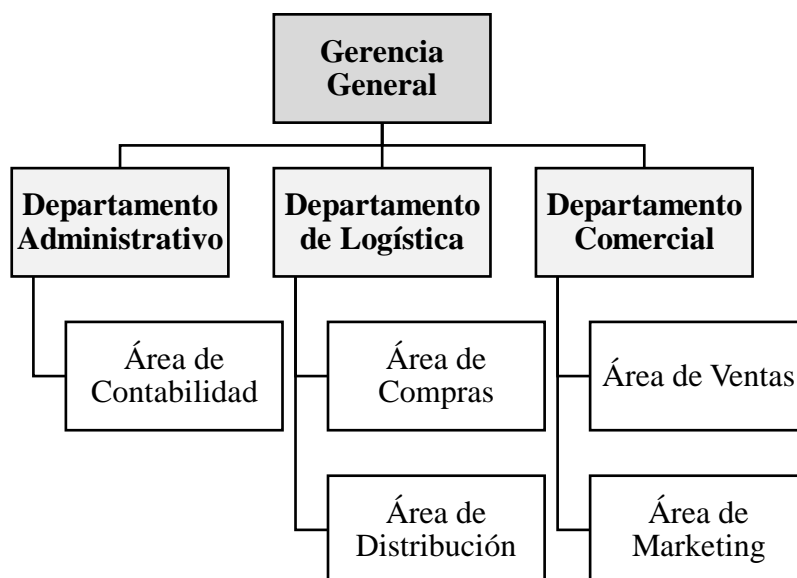 Gerencia
General
Departamento
Administrativo
Departamento
de Logística
Departamento
Comercial
Área de
Contabilidad
Área de
Compras
Área de Ventas
Área de
Distribución
Área de
Marketing